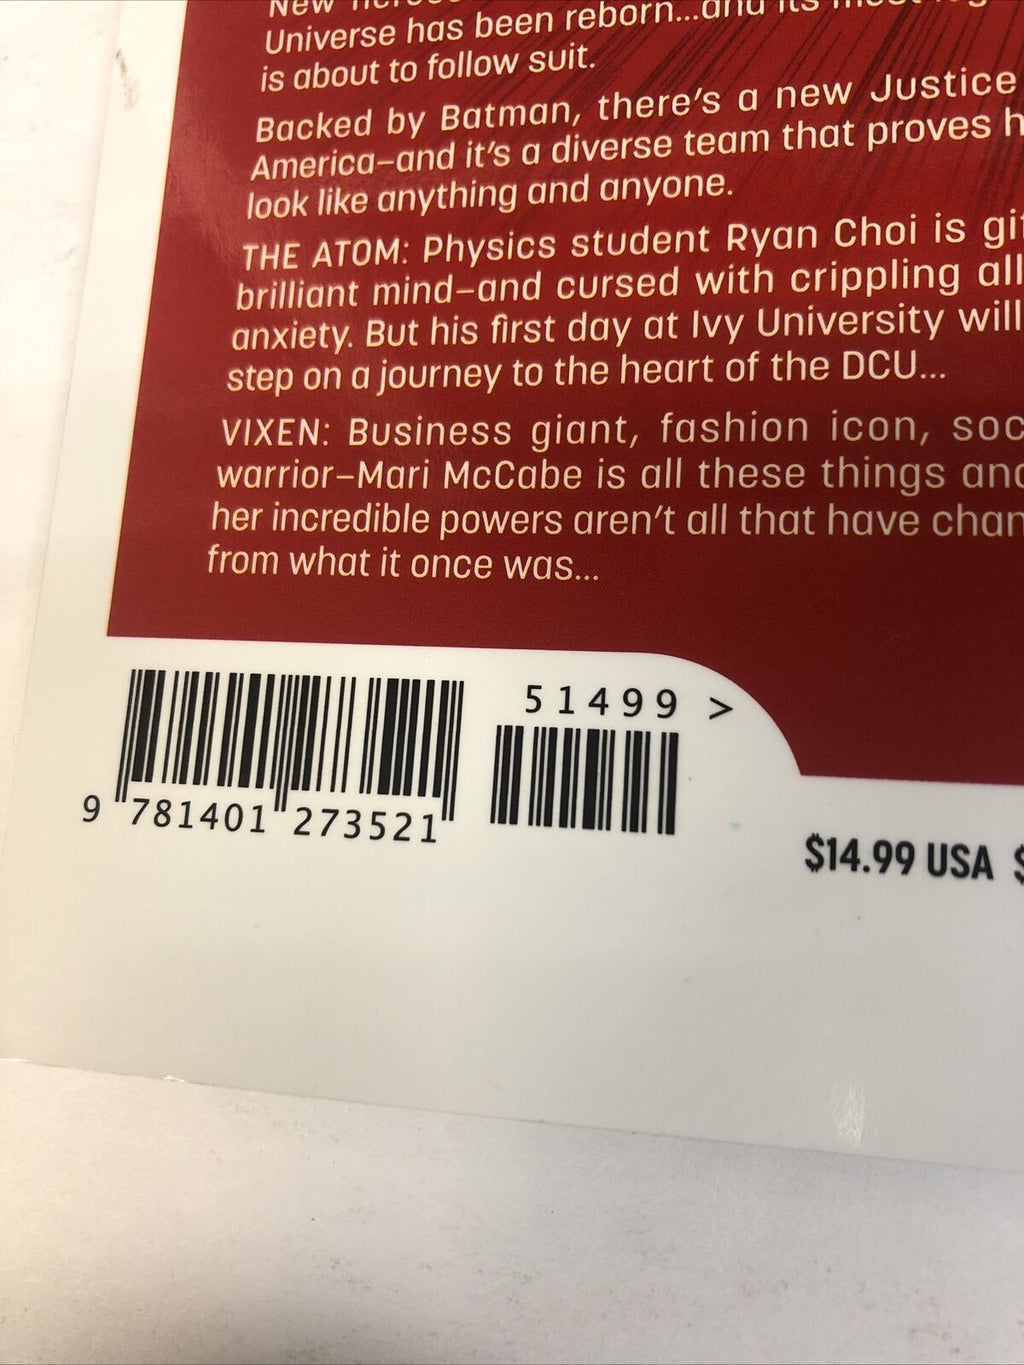 Universe has been reborn...and its most
is about to follow suit.
Backed by Batman, there's a new Justice
America—and it's a diverse team that proves
look like anything and anyone.
THE ATOM: Physics student Ryan Choi is
brilliant mind—and cursed with crippling
anxiety. But his first day at Ivy University will
step on a journey to the heart of the DCU...
VIXEN: Business giant, fashion icon,
warrior—Mari McCabe is all these things
her incredible powers aren't all that have
from what it once was...
51499 >
9 781401 273521
$14.99 USA